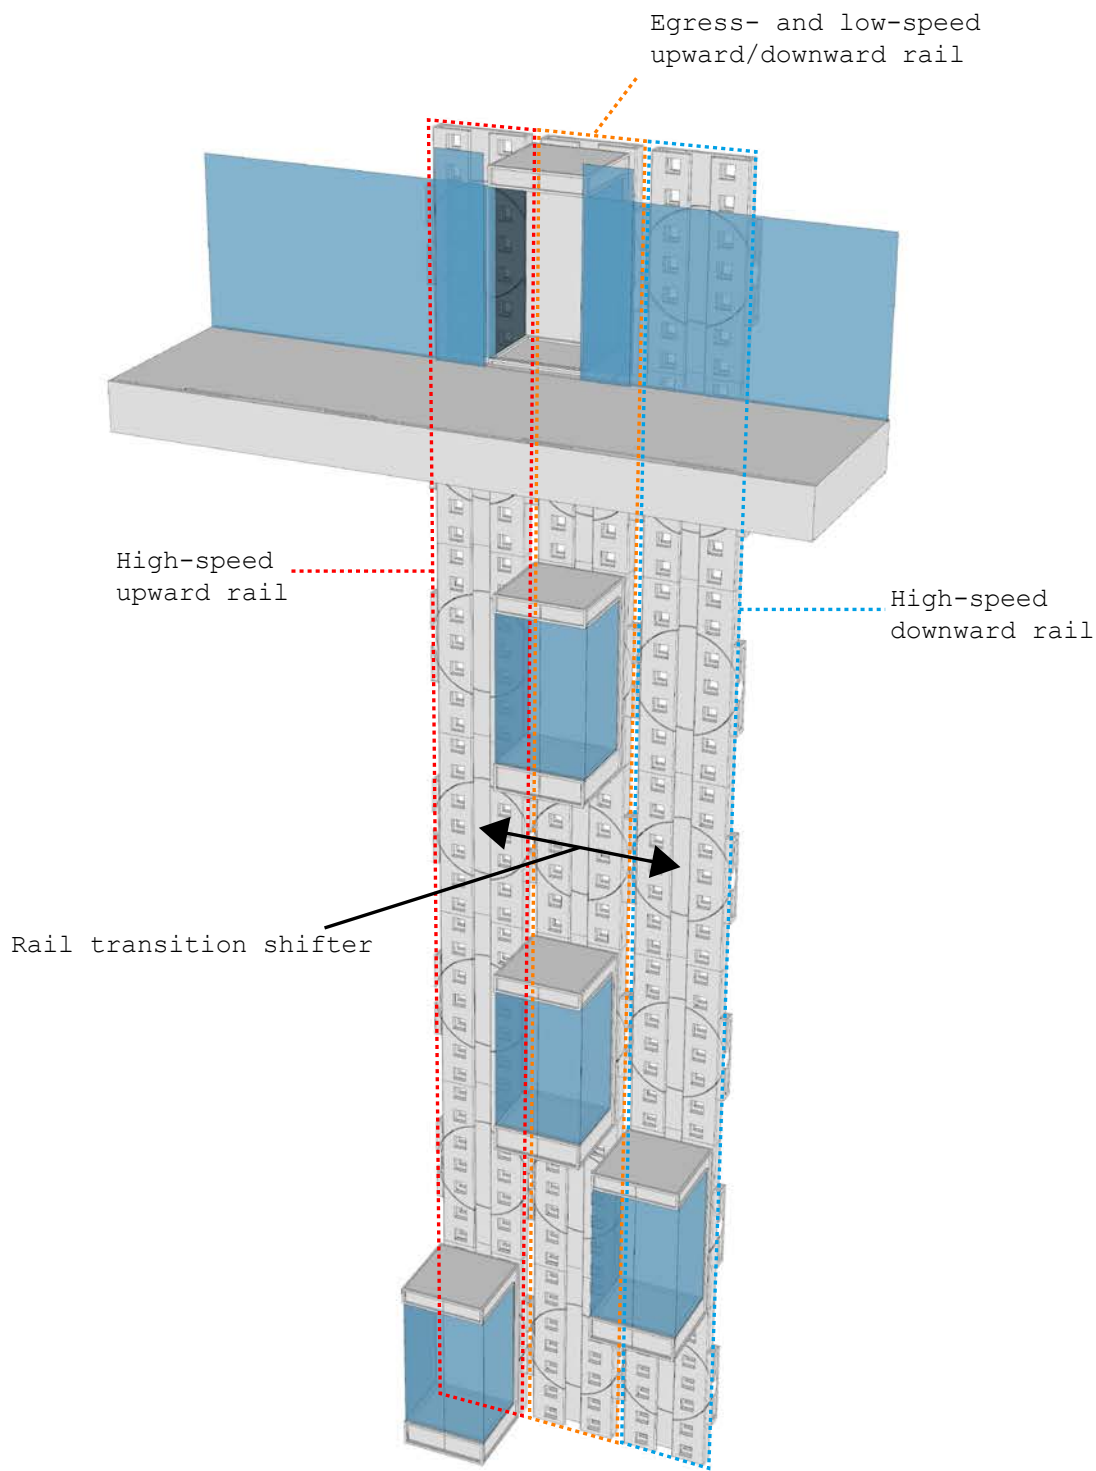 Egress- and low-speed
upward/downward rail
High-speed
upward rail
High-speed
downward rail
Rail transition shifter